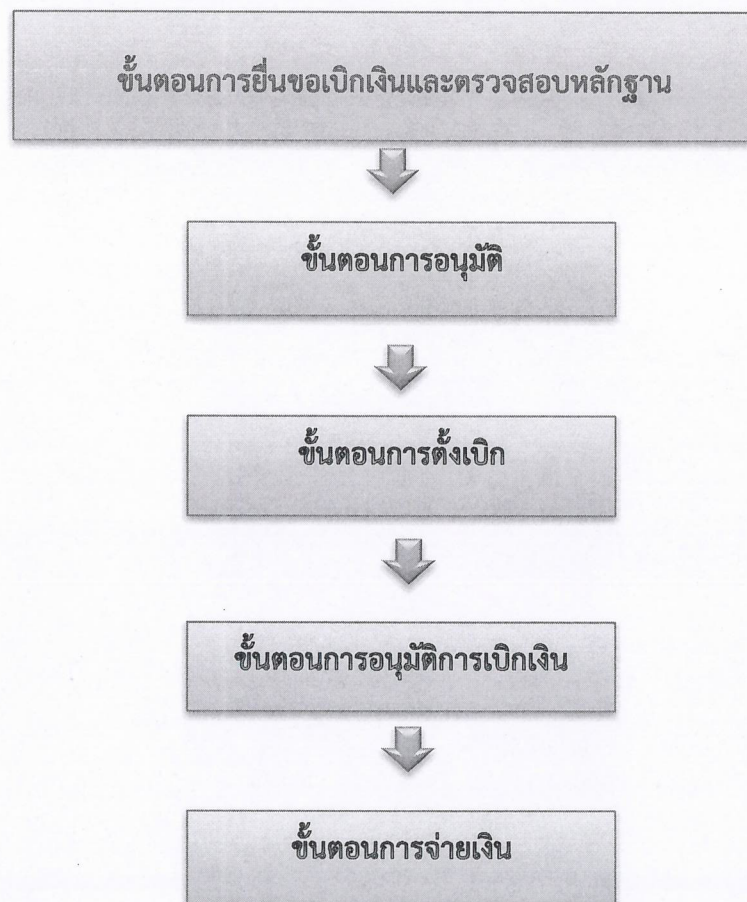 ขั้นตอนการยื่นขอเบิกเงินและตรวจสอบหลักฐาน
ขั้นตอนการอนุมัติ
ขั้นตอนการตั้งเบิก
ขั้นตอนการอนุมัติการเบิกเงิน
ขั้นตอนการจ่ายเงิน